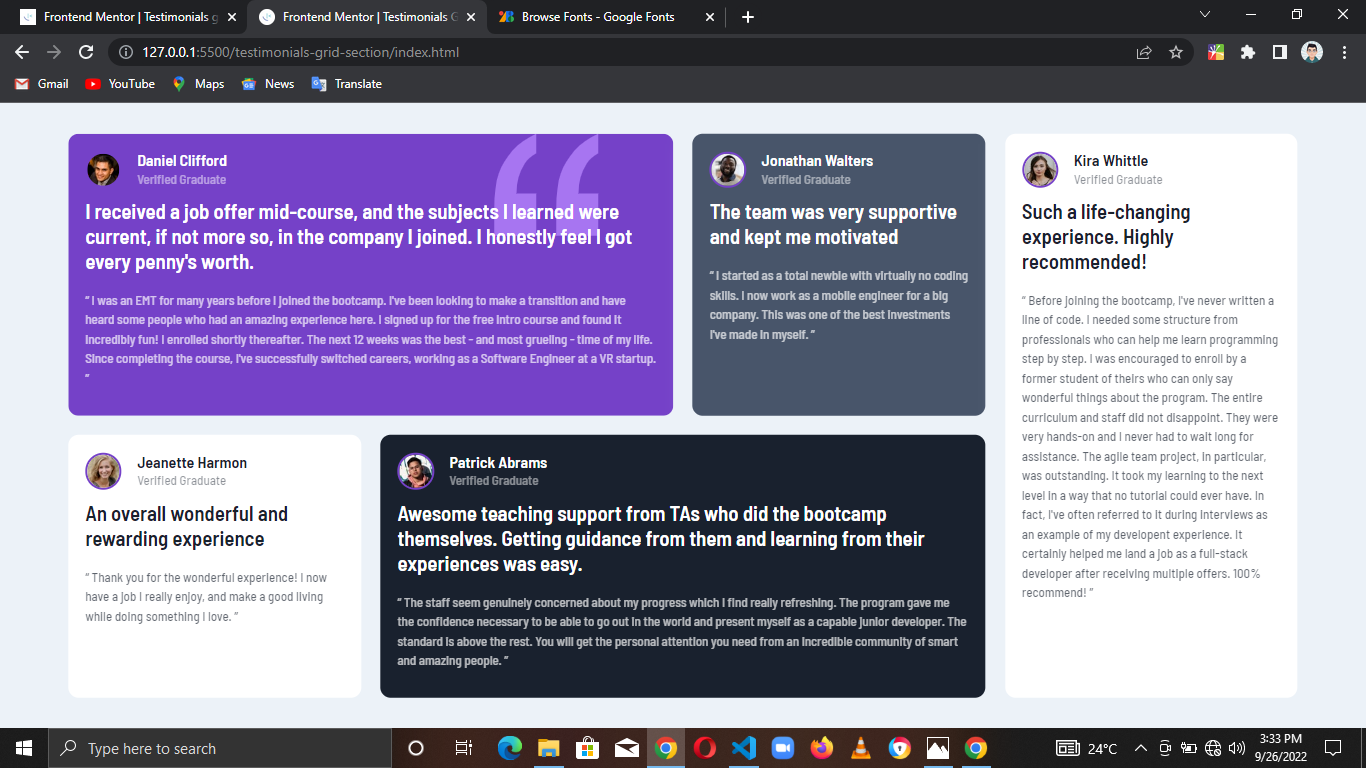 Frontend Mentor | Testimonials g
Frontend Mentor | Testimonials G
Browse Fonts - Google Fonts
127.0.0.1:5500/testimonials-grid-section/index.html
Gmail
YouTube
Maps
News
Translate
Daniel Clifford
Verified Graduate
I received a job offer mid-course, and the subjects I learned were
current, if not more so, in the company I joined. I honestly feel I got
every penny's worth.
“ I was an EMT for many years before I joined the bootcamp. I've been looking to make a transition and have
heard some people who had an amazing experience here. I signed up for the free intro course and found it
incredibly fun! I enrolled shortly thereafter. The next 12 weeks was the best - and most grueling - time of my life.
Since completing the course, I've successfully switched careers, working as a Software Engineer at a VR startup.
”
Jonathan Walters
Verified Graduate
The team was very supportive
and kept me motivated
“ I started as a total newbie with virtually no coding
skills. I now work as a mobile engineer for a big
company. This was one of the best investments
I've made in myself. ”
Kira Whittle
Verified Graduate
Such a life-changing
experience. Highly
recommended!
“ Before joining the bootcamp, I've never written a
line of code. I needed some structure from
professionals who can help me learn programming
step by step. I was encouraged to enroll by a
former student of theirs who can only say
wonderful things about the program. The entire
curriculum and staff did not disappoint. They were
very hands-on and I never had to wait long for
assistance. The agile team project, in particular,
was outstanding. It took my learning to the next
level in a way that no tutorial could ever have. In
fact, I've often referred to it during interviews as
an example of my developent experience. It
certainly helped me land a job as a full-stack
developer after receiving multiple offers. 100%
recommend! ”
Jeanette Harmon
Verified Graduate
An overall wonderful and
rewarding experience
“ Thank you for the wonderful experience! I now
have a job I really enjoy, and make a good living
while doing something I love. ”
Patrick Abrams
Verified Graduate
Awesome teaching support from TAs who did the bootcamp
themselves. Getting guidance from them and learning from their
experiences was easy.
“ The staff seem genuinely concerned about my progress which I find really refreshing. The program gave me
the confidence necessary to be able to go out in the world and present myself as a capable junior developer. The
standard is above the rest. You will get the personal attention you need from an incredible community of smart
and amazing people. ”
Type here to search
24°C
3:33 PM
9/26/2022